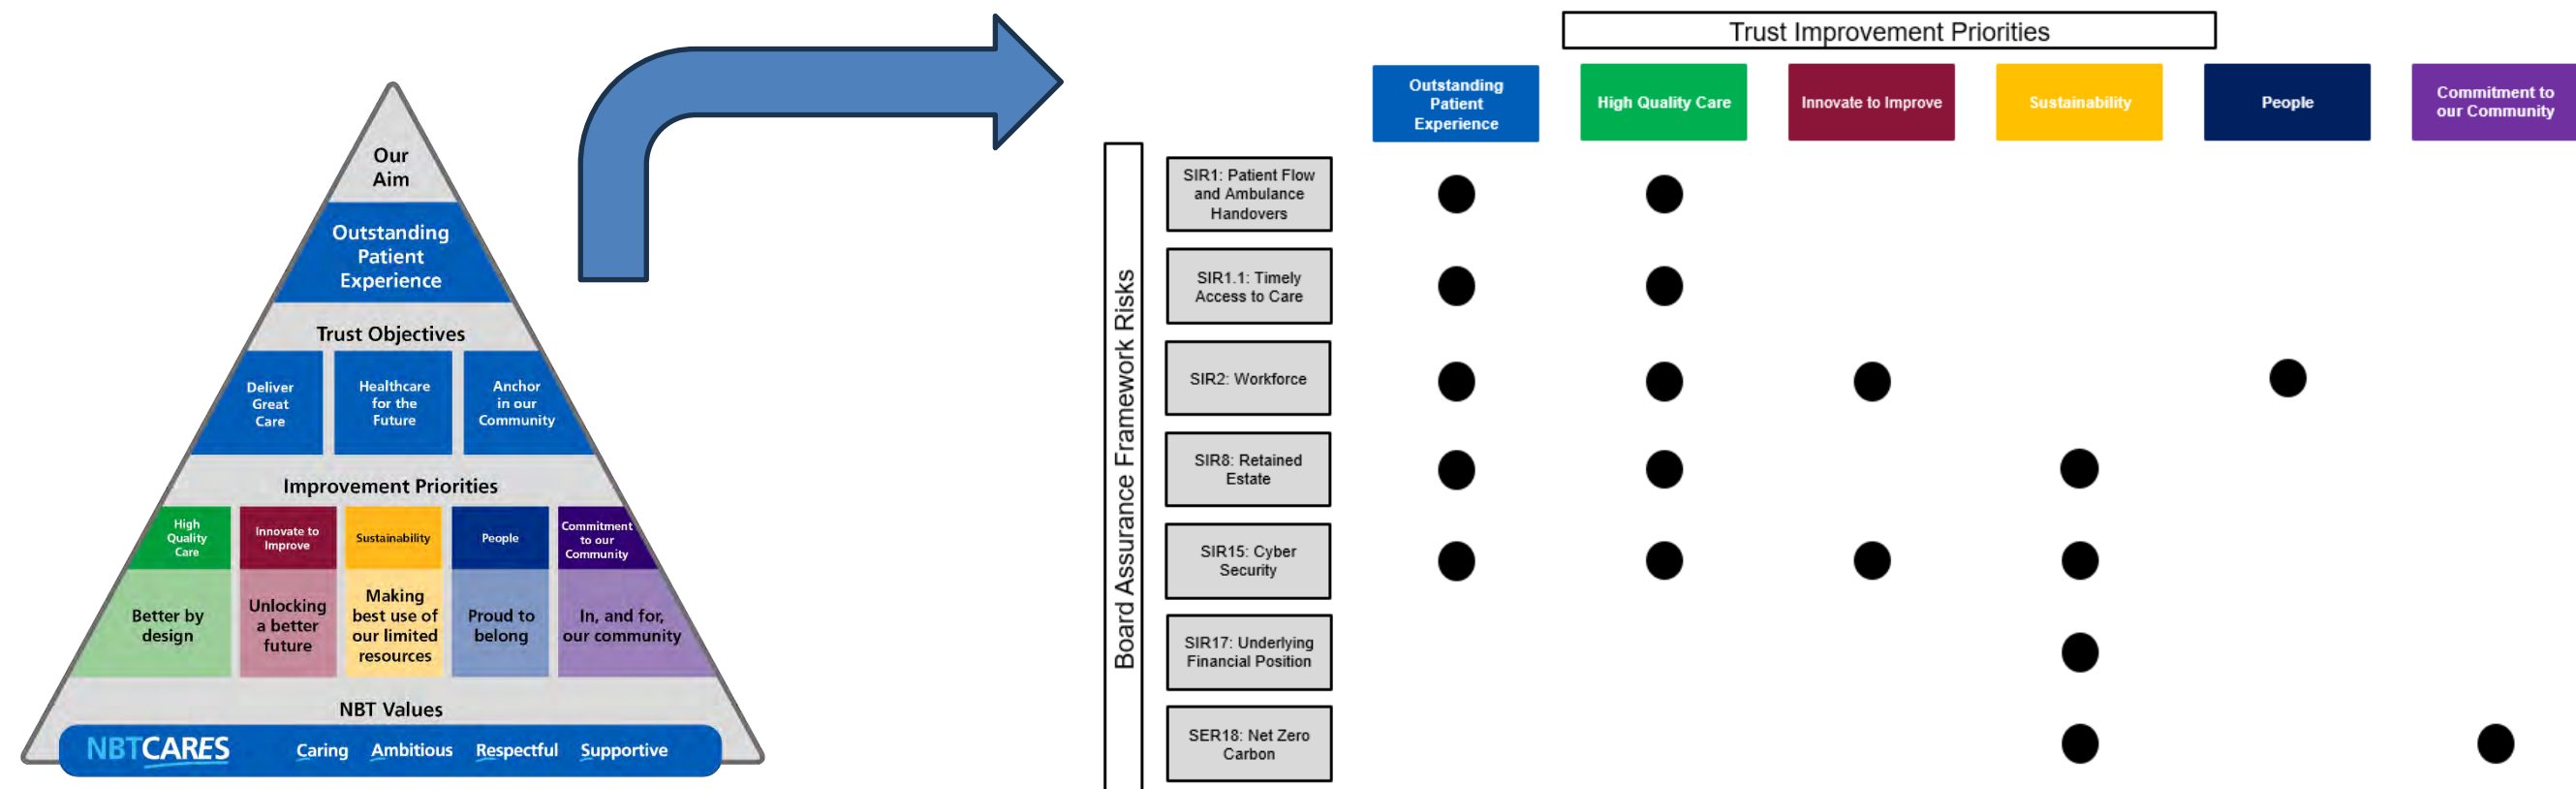 Our
Aim
Outstanding
Patient
Experience
Trust Objectives
Deliver
Great
Care
Healthcare
for the
Future
Anchor
in our
Community
Improvement Priorities
High
Quality
Care
Innovate to
Improve
Sustainability
People
Commitment
to our
Community
Better by
design
Unlocking
a better
future
Making
best use of
our limited
resources
Proud to
belong
In, and for,
our community
NBT Values
NBTCARES
Caring Ambitious Respectful Supportive
Trust Improvement Priorities
Outstanding
Patient
Experience
High Quality Care
Innovate to Improve
Sustainability
People
Commitment to
our Community
Board Assurance Framework Risks
SIR1: Patient Flow
and Ambulance
Handovers
SIR1.1: Timely
Access to Care
SIR2: Workforce
SIR8: Retained
Estate
SIR15: Cyber
Security
SIR17: Underlying
Financial Position
SER18: Net Zero
Carbon